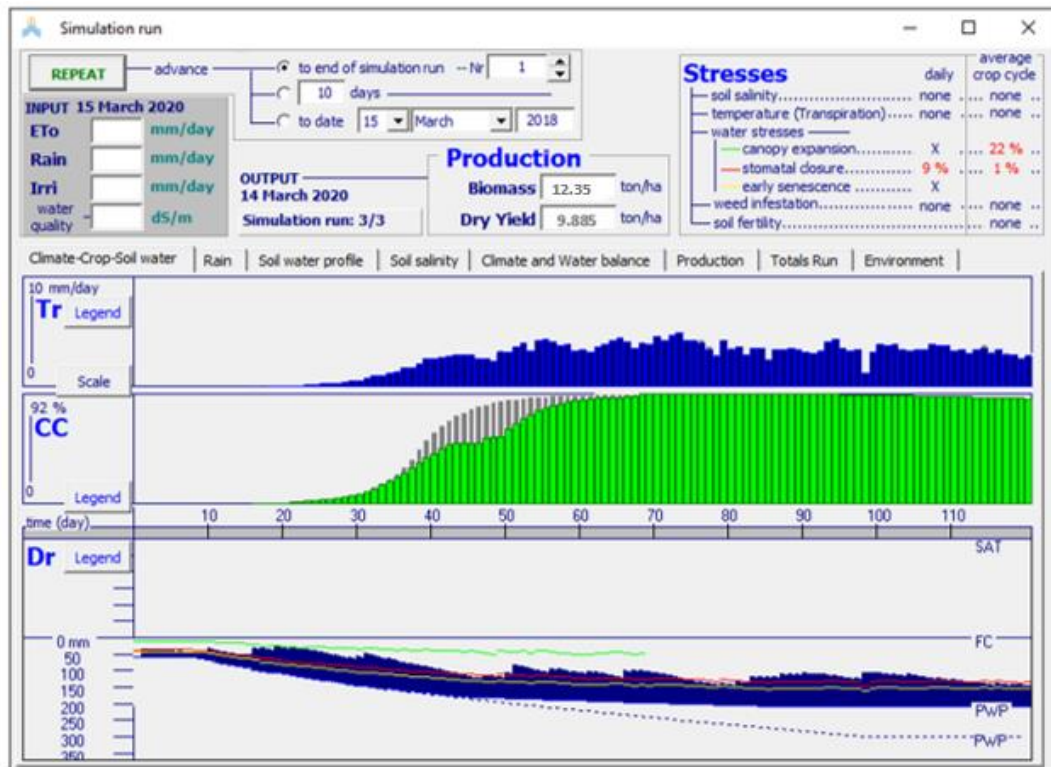 Simulation run
REPEAT
advance
to end of simulation run -- Nr 1
10 days
to date 15 March 2018
INPUT 15 March 2020
ETo mm/day
Rain mm/day
Irri mm/day
water quality dS/m
OUTPUT
14 March 2020
Simulation run: 3/3
Production
Biomass 12.35 ton/ha
Dry Yield 9.885 ton/ha
Stresses
daily average crop cycle
soil salinity............... none .... none ..
temperature (Transpiration).. none .... none ..
water stresses
canopy expansion....... X .... 22 % ..
stomatal closure....... 9 % .... 1 % ..
early senescence ....... X
weed infestation........ none .... none ..
soil fertility............................... none ..
Climate-Crop-Soil water Rain Soil water profile Soil salinity Climate and Water balance Production Totals Run Environment
10 mm/day
Tr Legend
0
Scale
92 %
CC
0
Legend
time (day) 10 20 30 40 50 60 70 80 90 100 110
Dr Legend
SAT
0 mm
FC
50
100
150
200
PWP
250
300
PWP
350